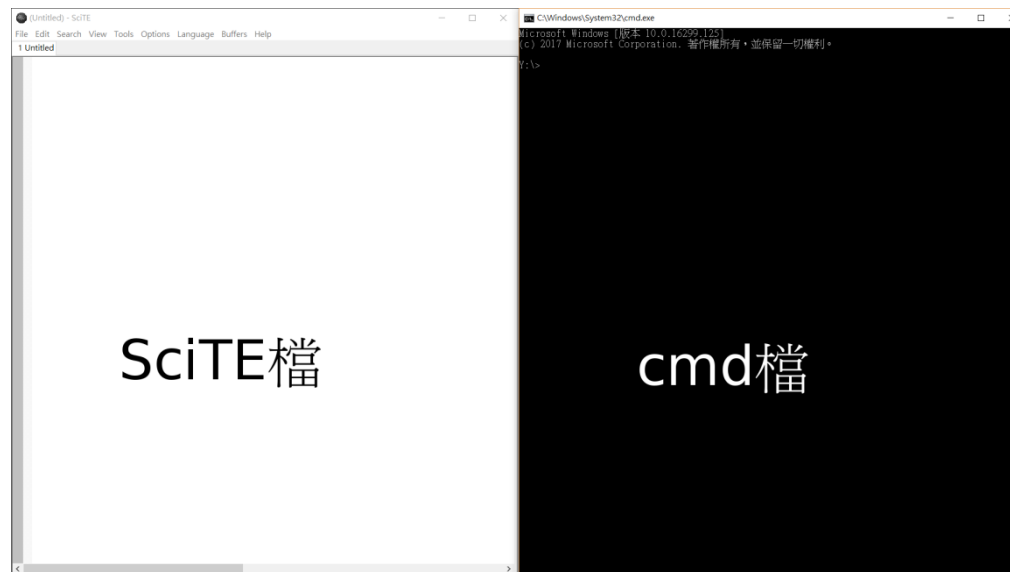 (Untitled) - SciTE
File Edit Search View Tools Options Language Buffers Help
1 Untitled
SciTE檔
C:\Windows\System32\cmd.exe
Microsoft Windows [版本 10.0.16299.125]
(c) 2017 Microsoft Corporation. 著作權所有，並保留一切權利。
Y:\>
cmd檔